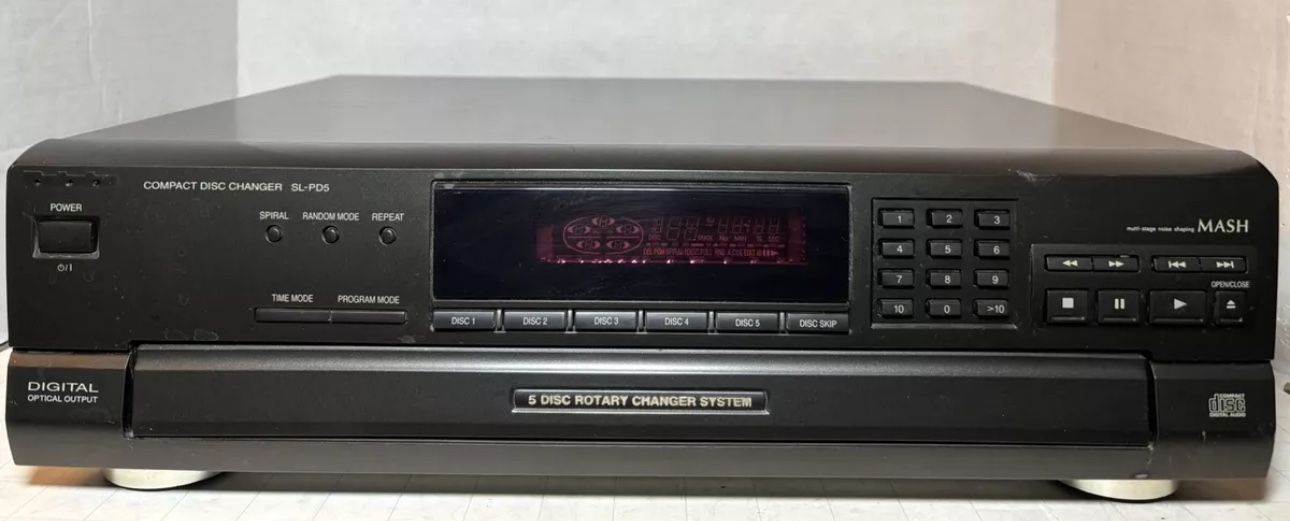 COMPACT DISC CHANGER SL-PD5
POWER
⏻/I
SPIRAL RANDOM MODE REPEAT
TIME MODE PROGRAM MODE
DISC 1 DISC 2 DISC 3 DISC 4 DISC 5 DISC SKIP
1 2 3
4 5 6
7 8 9
10 0 >10
multi-stage noise shaping MASH
OPEN/CLOSE
DIGITAL
OPTICAL OUTPUT
5 DISC ROTARY CHANGER SYSTEM
COMPACT
disc
DIGITAL AUDIO